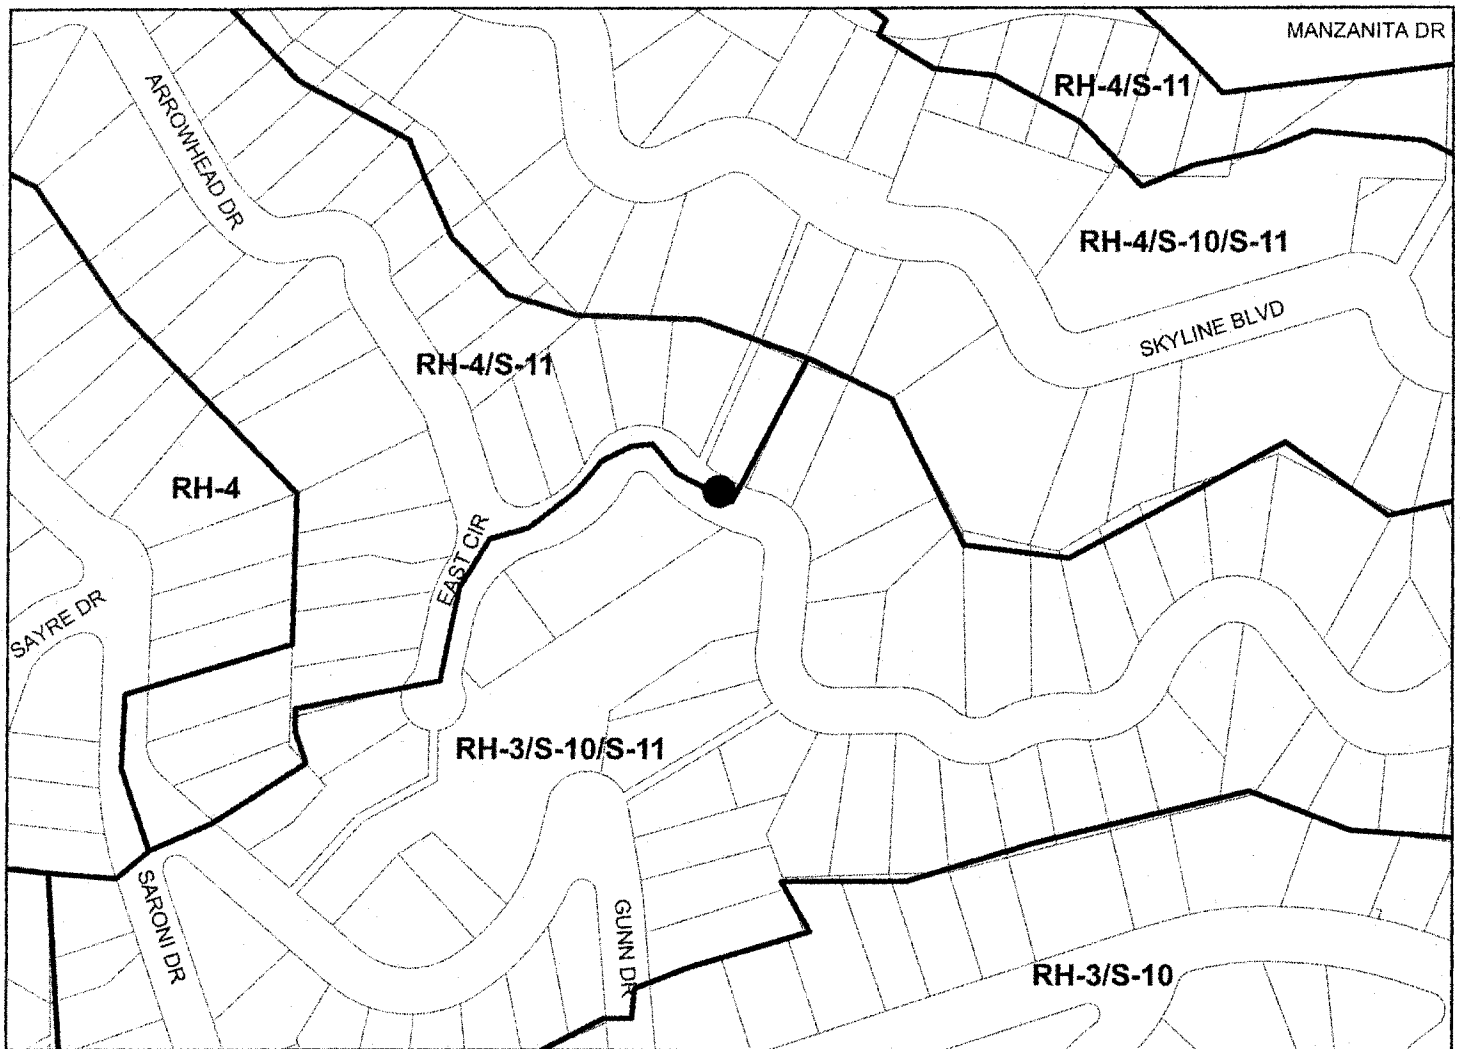 MANZANITA DR
RH-4/S-11
ARROWHEAD DR
RH-4/S-10/S-11
SKYLINE BLVD
RH-4/S-11
RH-4
EAST CIR
SAYRE DR
RH-3/S-10/S-11
SARONI DR
GUNN DR
RH-3/S-10